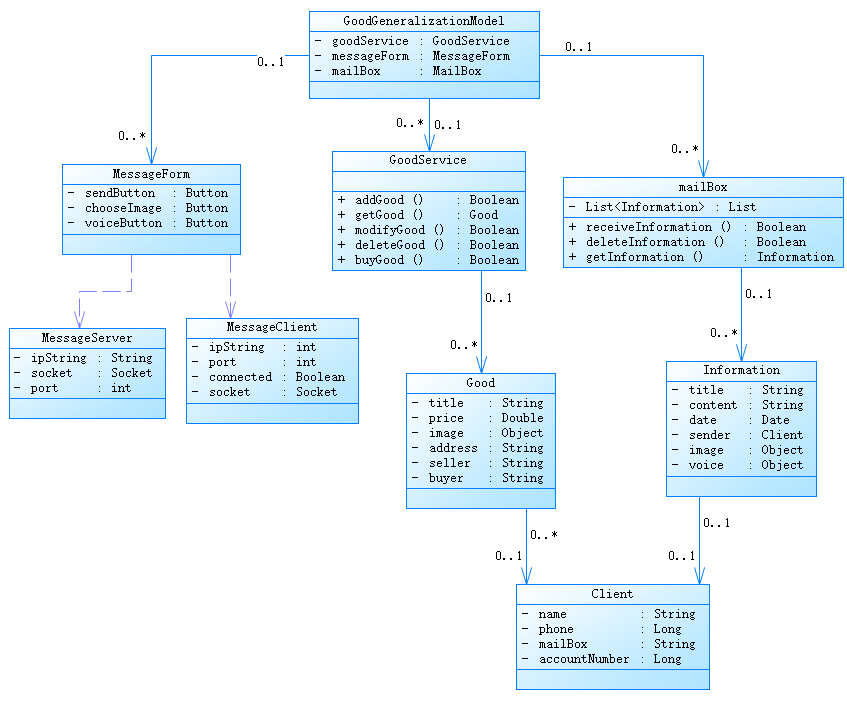 GoodGeneralizationModel
- goodService : GoodService
- messageForm : MessageForm
- mailBox : MailBox
0..1
0..1
0..*
0..*
0..1
0..*
MessageForm
- sendButton : Button
- chooseImage : Button
- voiceButton : Button
GoodService
+ addGood () : Boolean
+ getGood () : Good
+ modifyGood () : Boolean
+ deleteGood () : Boolean
+ buyGood () : Boolean
mailBox
- List<Information> : List
+ receiveInformation () : Boolean
+ deleteInformation () : Boolean
+ getInformation () : Information
0..1
0..*
0..1
0..*
MessageServer
- ipString : String
- socket : Socket
- port : int
MessageClient
- ipString : int
- port : int
- connected : Boolean
- socket : Socket
Good
- title : String
- price : Double
- image : Object
- address : String
- seller : String
- buyer : String
Information
- title : String
- content : String
- date : Date
- sender : Client
- image : Object
- voice : Object
0..*
0..1
0..1
0..1
Client
- name : String
- phone : Long
- mailBox : String
- accountNumber : Long